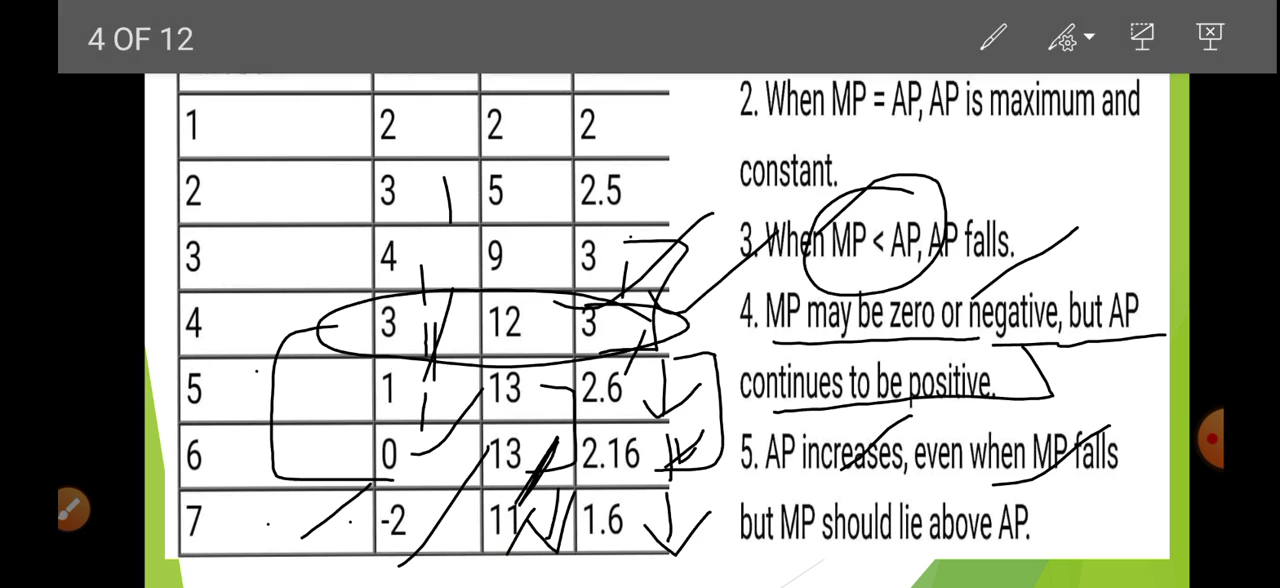 4 OF 12
1 2 2 2
2 3 5 2.5
3 4 9 3
4 3 12 3
5 1 13 2.6
6 0 13 2.16
7 -2 11 1.6
2. When MP = AP, AP is maximum and
constant.
3. When MP < AP, AP falls.
4. MP may be zero or negative, but AP
continues to be positive.
5. AP increases, even when MP falls
but MP should lie above AP.